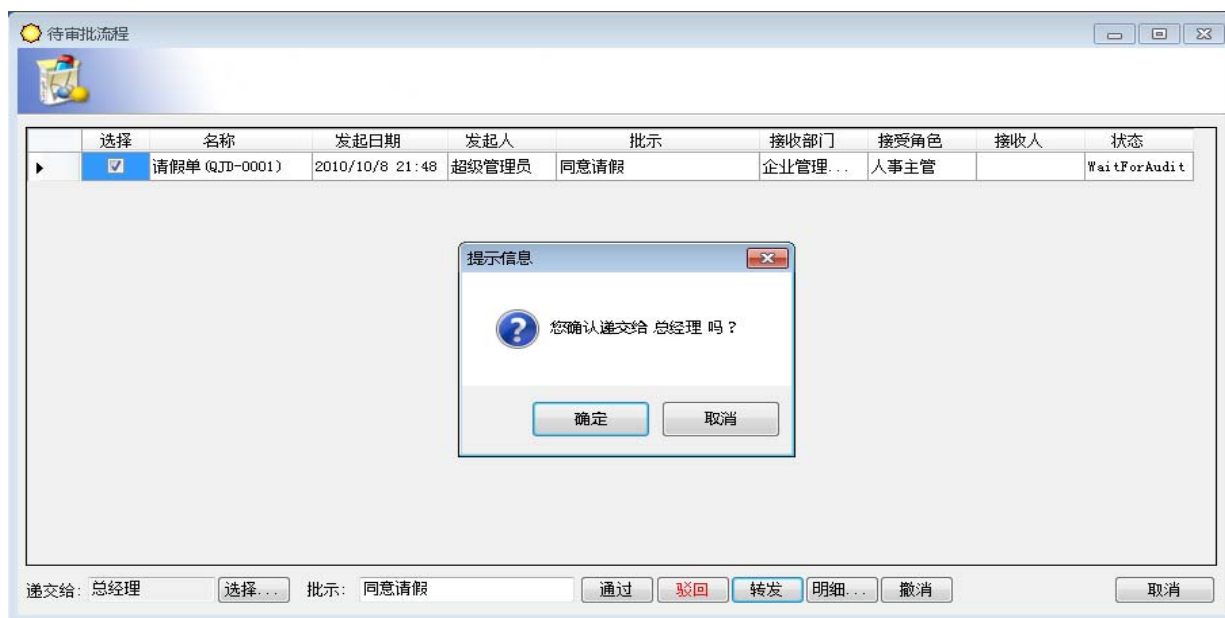 待审批流程
选择 名称 发起日期 发起人 批示 接收部门 接受角色 接收人 状态
请假单(QJD-0001) 2010/10/8 21:48 超级管理员 同意请假 企业管理... 人事主管 WaitForAudit
提示信息
您确认递交给 总经理 吗？
确定 取消
递交给: 总经理 选择... 批示: 同意请假 通过 驳回 转发 明细... 撤消 取消